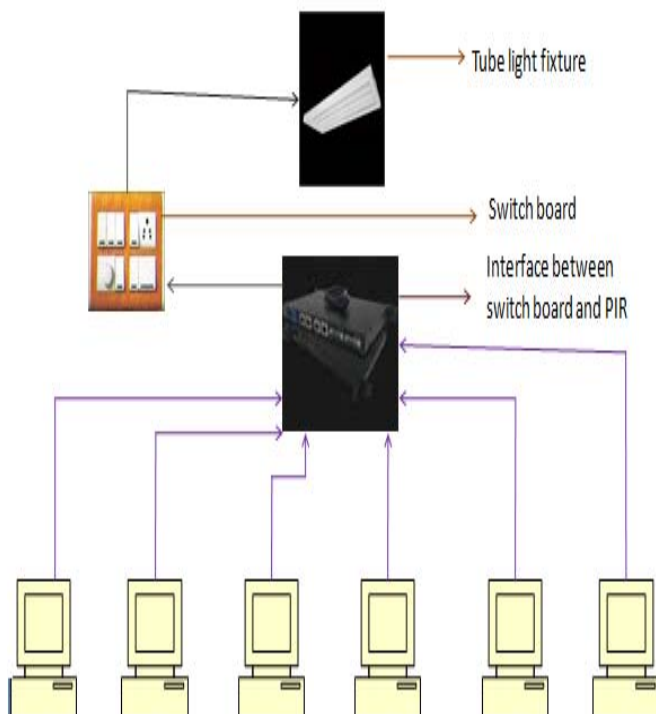 Tube light fixture
Switch board
Interface between
switch board and PIR